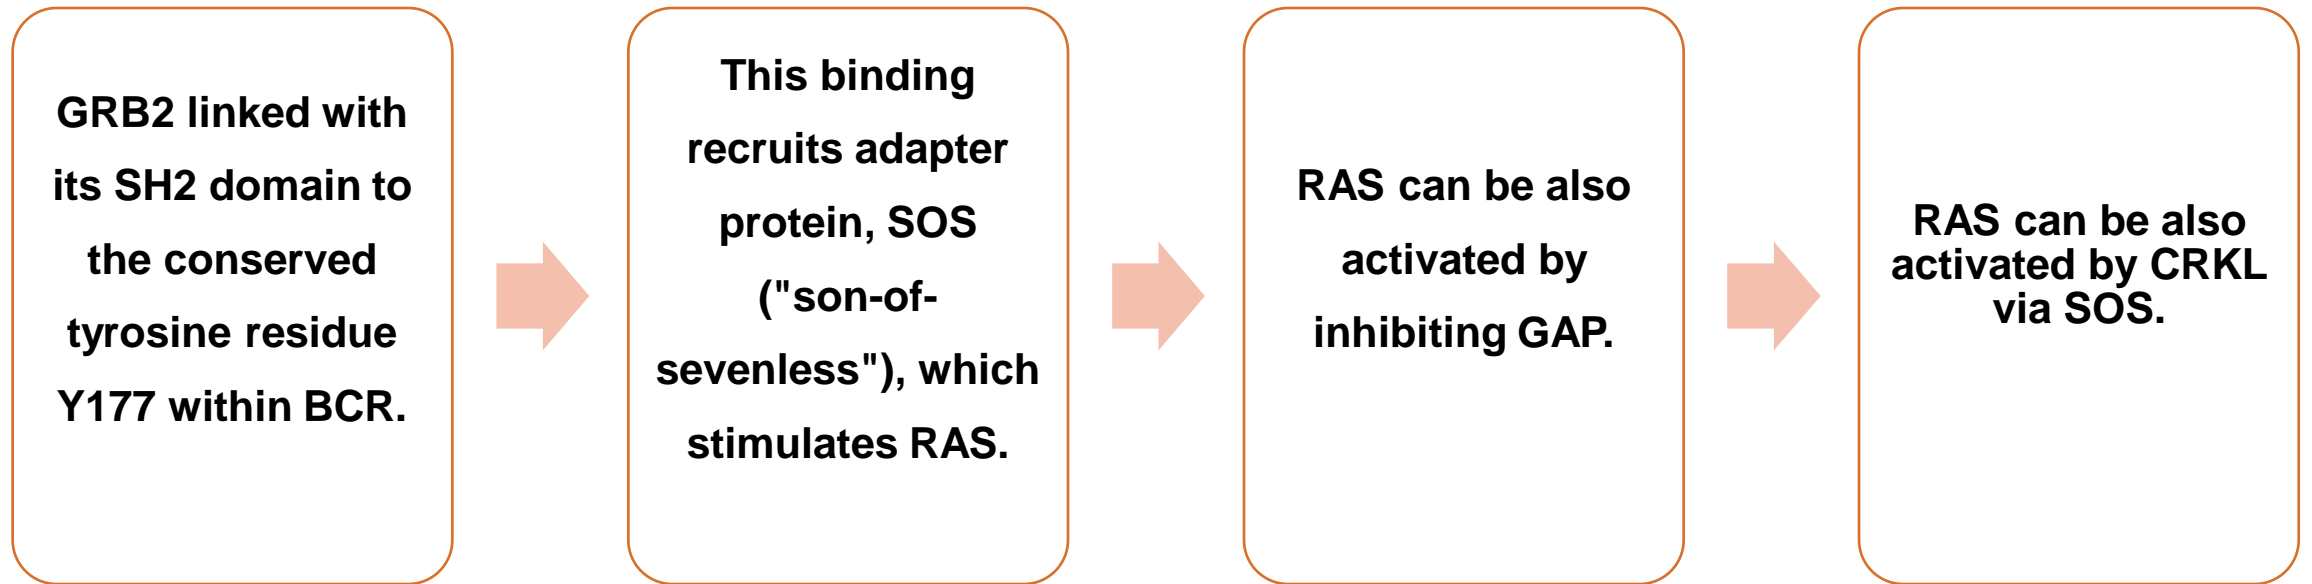 GRB2 linked with
its SH2 domain to
the conserved
tyrosine residue
Y177 within BCR.
This binding
recruits adapter
protein, SOS
("son-of-
sevenless"), which
stimulates RAS.
RAS can be also
activated by
inhibiting GAP.
RAS can be also
activated by CRKL
via SOS.